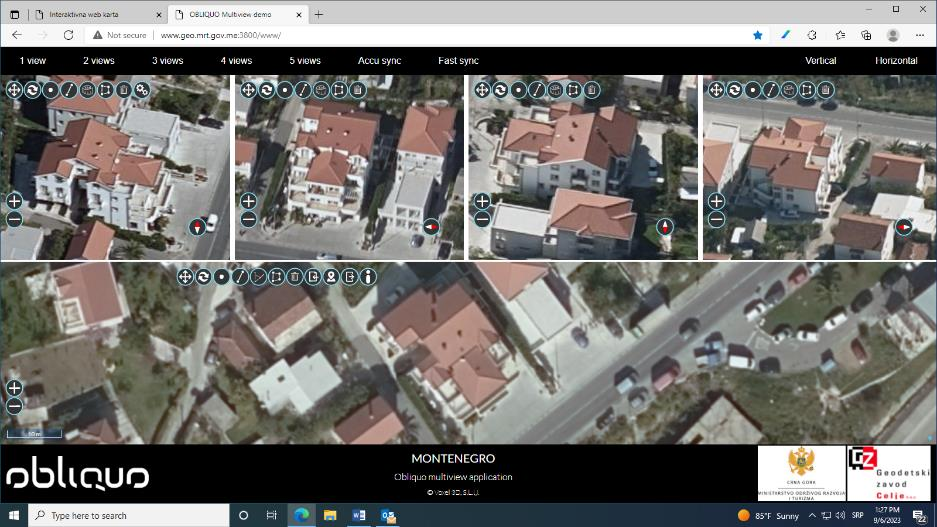 Interaktivna web karta
OBLIQUO Multiview demo
Not secure
www.geo.mrt.gov.me:3800/www/
1 view
2 views
3 views
4 views
5 views
Accu sync
Fast sync
Vertical
Horizontal
10 m
obliquo
MONTENEGRO
Obliquo multiview application
© Voxel 3D, S.L.U.
CRNA GORA
MINISTARSTVO ODRŽIVOG RAZVOJA
I TURIZMA
GZ
Geodetski
zavod
Celje d.o.o.
Type here to search
85°F Sunny
SRP
1:27 PM
9/6/2023
22